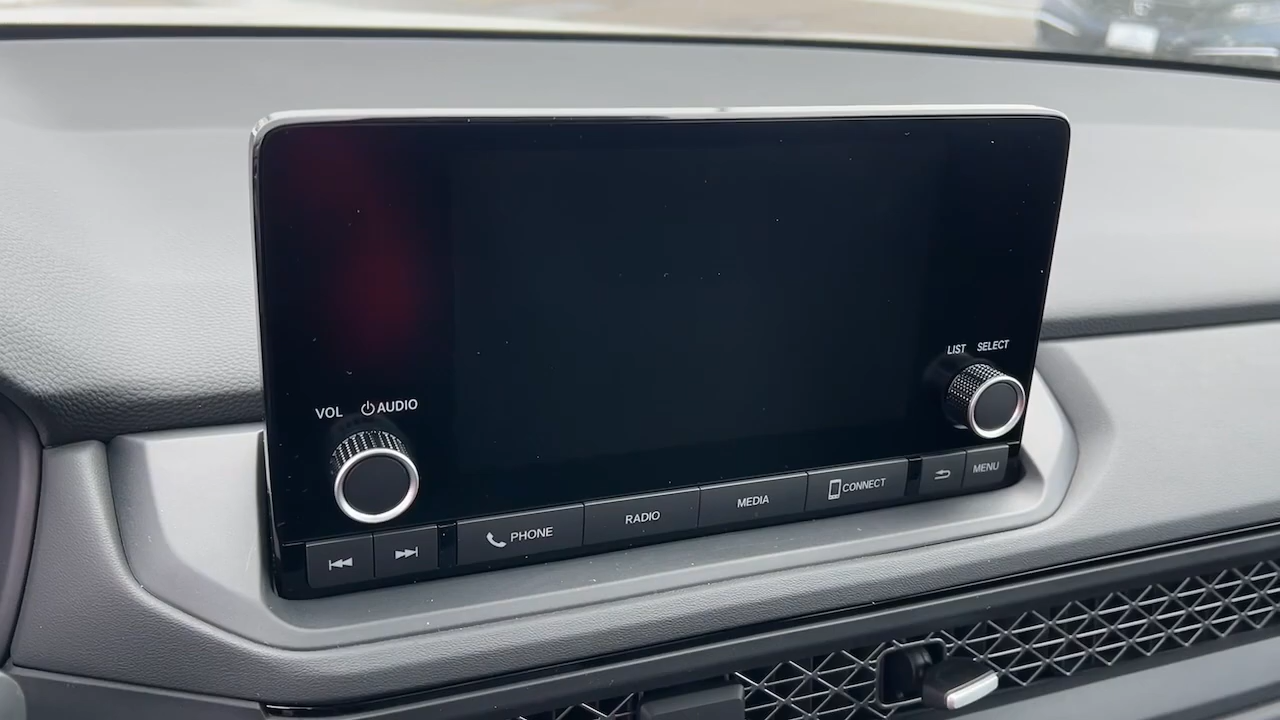 VOL AUDIO
LIST SELECT
PHONE
RADIO
MEDIA
CONNECT
MENU